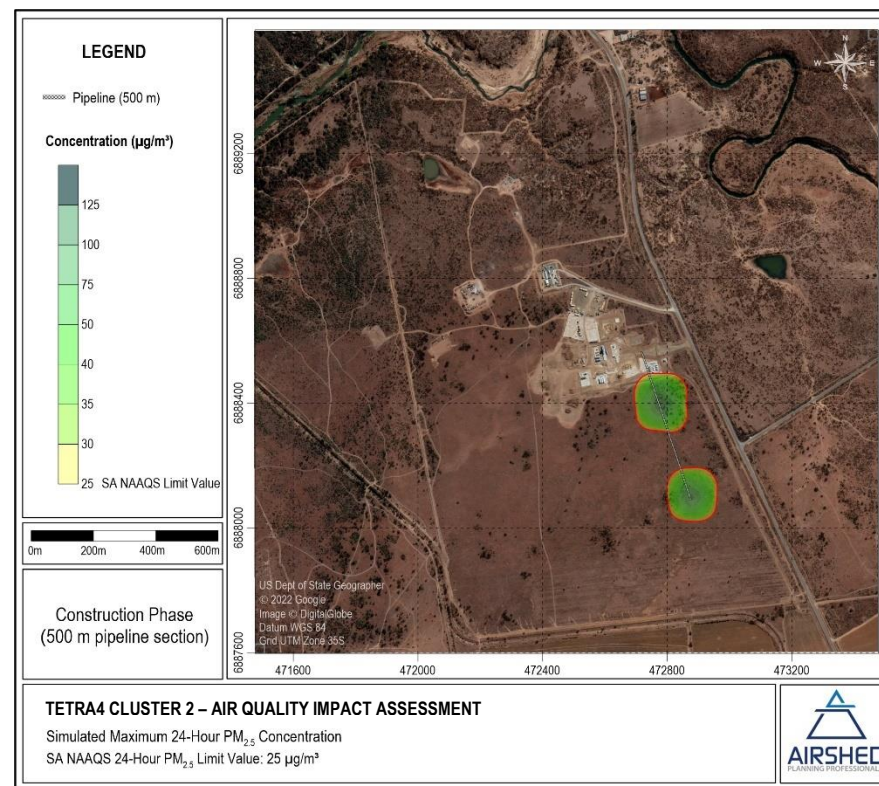 LEGEND
Pipeline (500 m)
Concentration (µg/m³)
125
100
75
50
40
35
30
25 SA NAAQS Limit Value
0m 200m 400m 600m
Construction Phase
(500 m pipeline section)
N
W E
S
6889200
6888800
6888400
6888000
6887600
US Dept of State Geographer
© 2022 Google
Image © DigitalGlobe
Datum WGS 84
Grid UTM Zone 35S
471600 472000 472400 472800 473200
TETRA4 CLUSTER 2 – AIR QUALITY IMPACT ASSESSMENT
Simulated Maximum 24-Hour PM2.5 Concentration
SA NAAQS 24-Hour PM2.5 Limit Value: 25 µg/m³
AIRSHED
PLANNING PROFESSIONALS